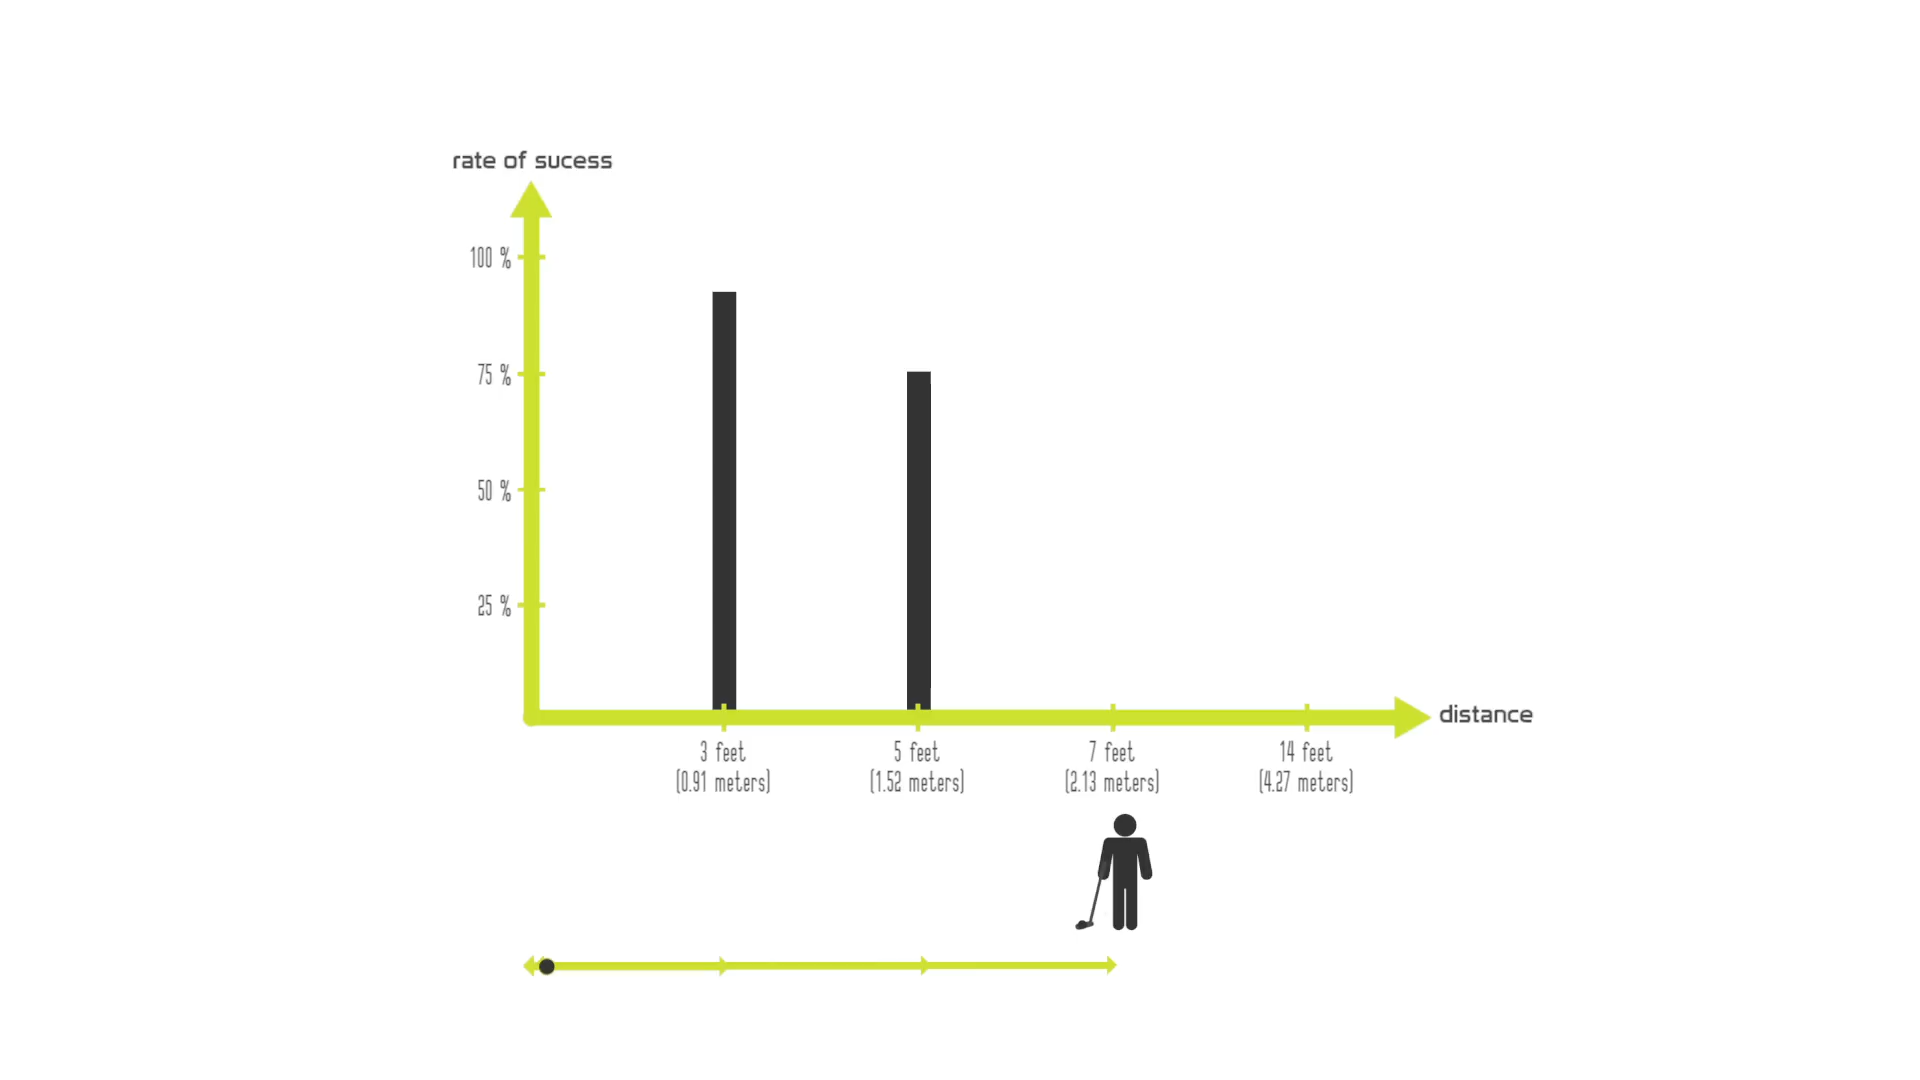 rate of sucess
100 %
75 %
50 %
25 %
distance
3 feet
(0.91 meters)
5 feet
(1.52 meters)
7 feet
(2.13 meters)
14 feet
(4.27 meters)